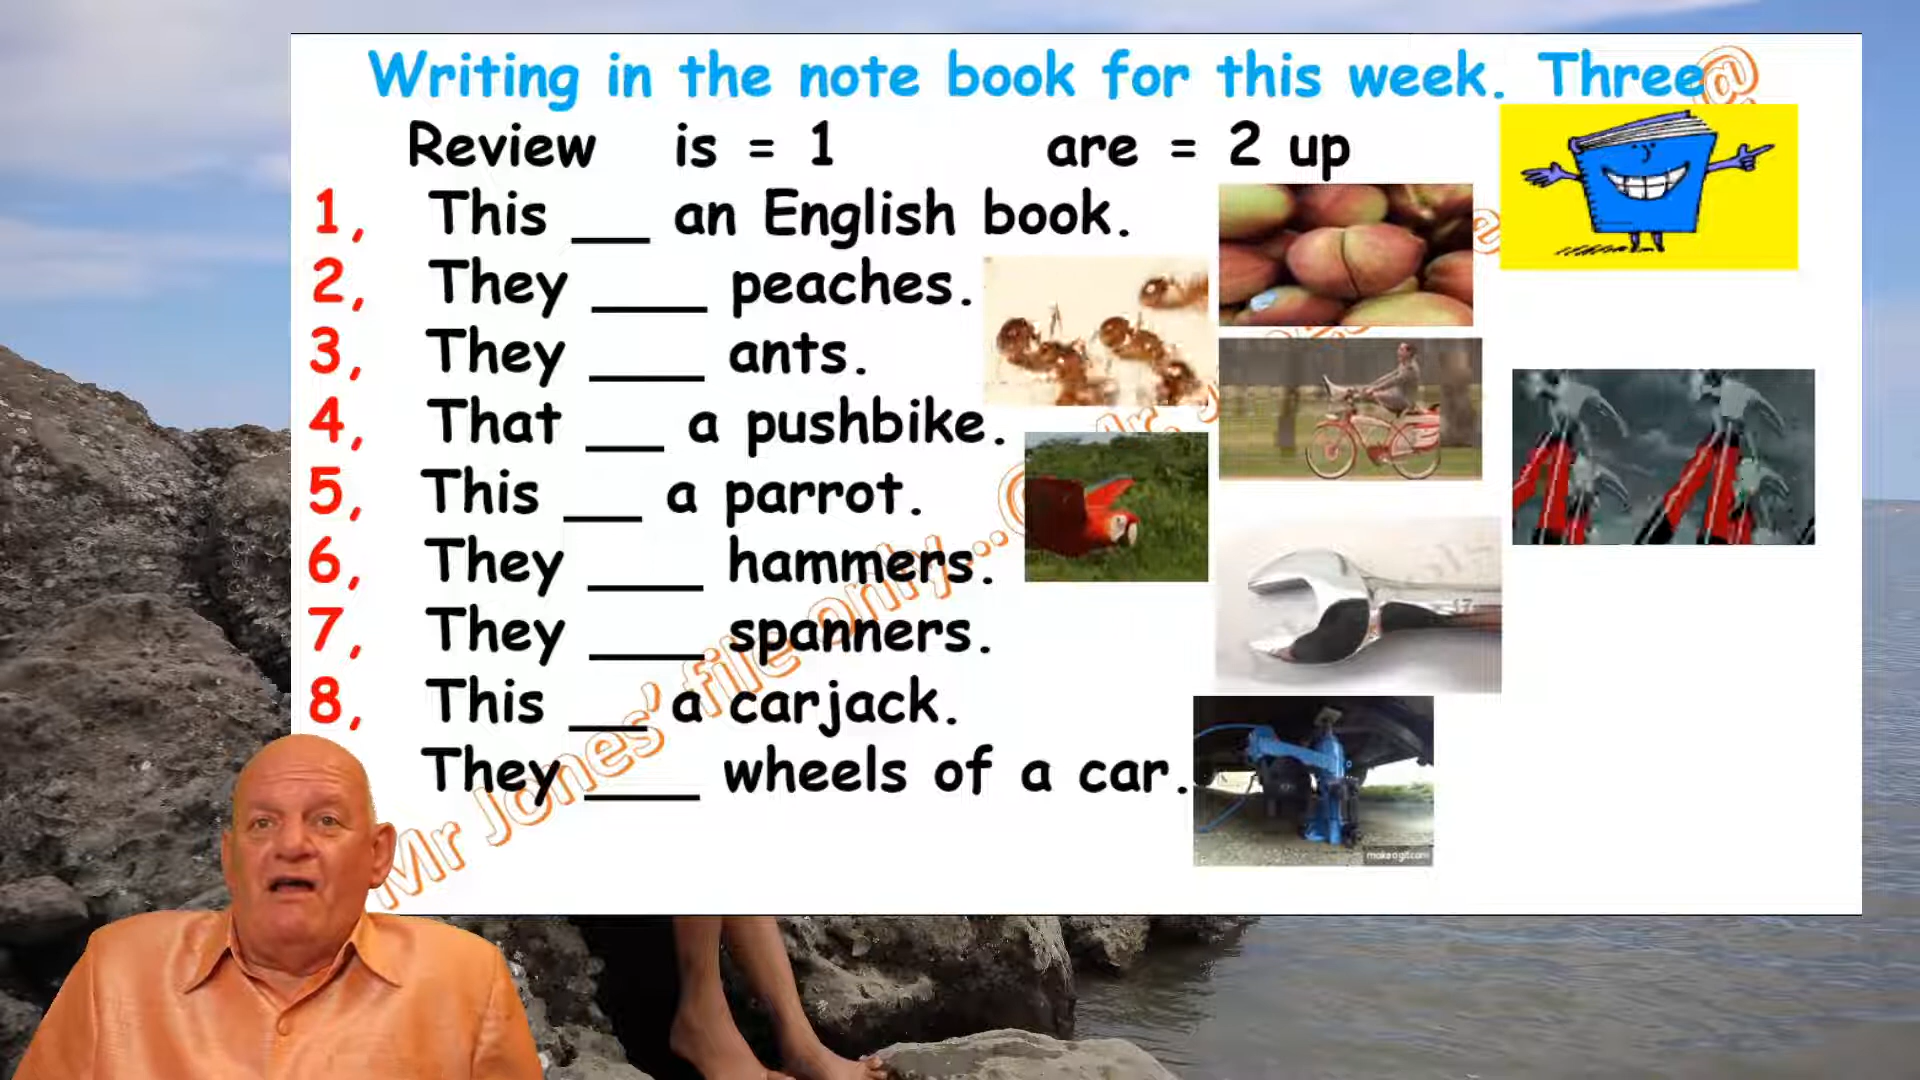 Writing in the note book for this week. Three
Review is = 1 are = 2 up
1, This __ an English book.
2, They ___ peaches.
3, They ___ ants.
4, That __ a pushbike.
5, This __ a parrot.
6, They ___ hammers.
7, They ___ spanners.
8, This __ a carjack.
They ___ wheels of a car.
Mr Jones' file only...@
makeagif.com
17